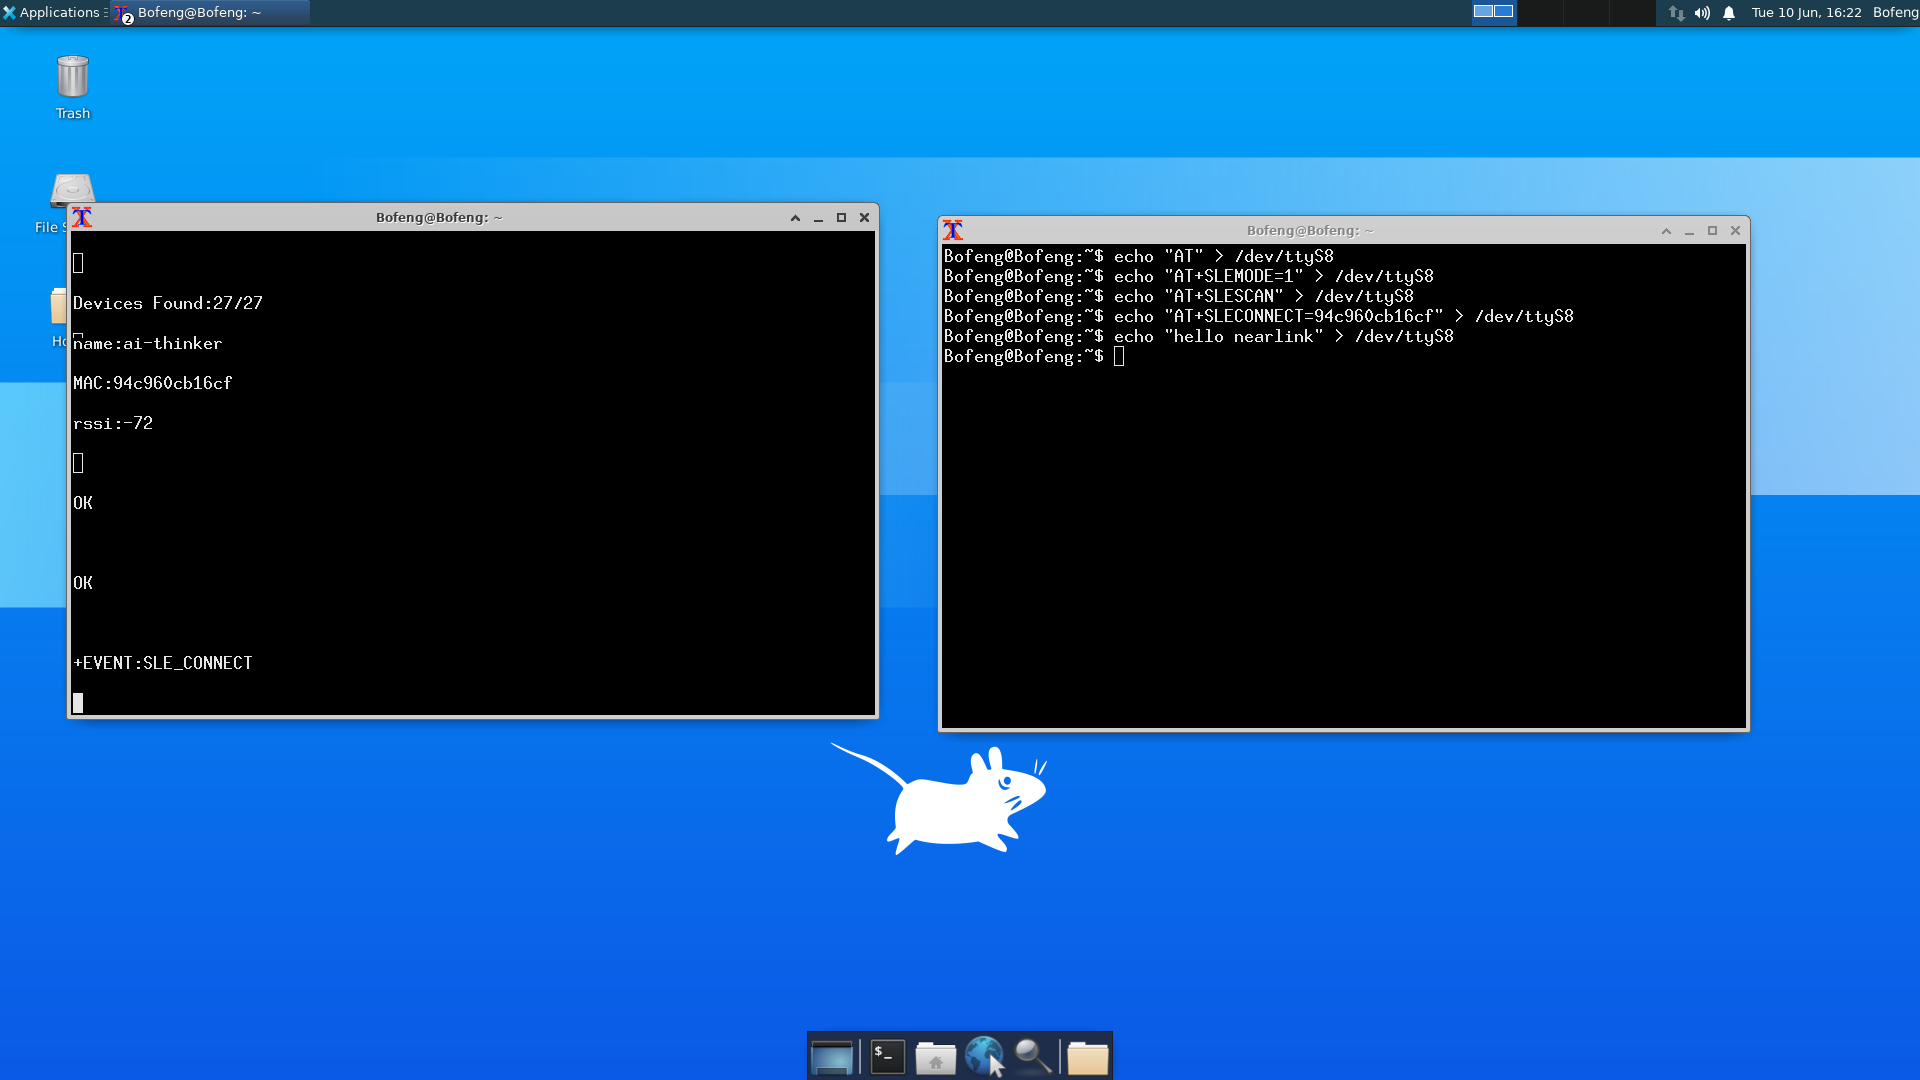 Applications
2
Bofeng@Bofeng: ~
Tue 10 Jun, 16:22
Bofeng
Trash
File S
Ho
Bofeng@Bofeng: ~
Devices Found:27/27
name:ai-thinker
MAC:94c960cb16cf
rssi:-72
OK
OK
+EVENT:SLE_CONNECT
Bofeng@Bofeng: ~
Bofeng@Bofeng:~$ echo "AT" > /dev/ttyS8
Bofeng@Bofeng:~$ echo "AT+SLEMODE=1" > /dev/ttyS8
Bofeng@Bofeng:~$ echo "AT+SLESCAN" > /dev/ttyS8
Bofeng@Bofeng:~$ echo "AT+SLECONNECT=94c960cb16cf" > /dev/ttyS8
Bofeng@Bofeng:~$ echo "hello nearlink" > /dev/ttyS8
Bofeng@Bofeng:~$
$_